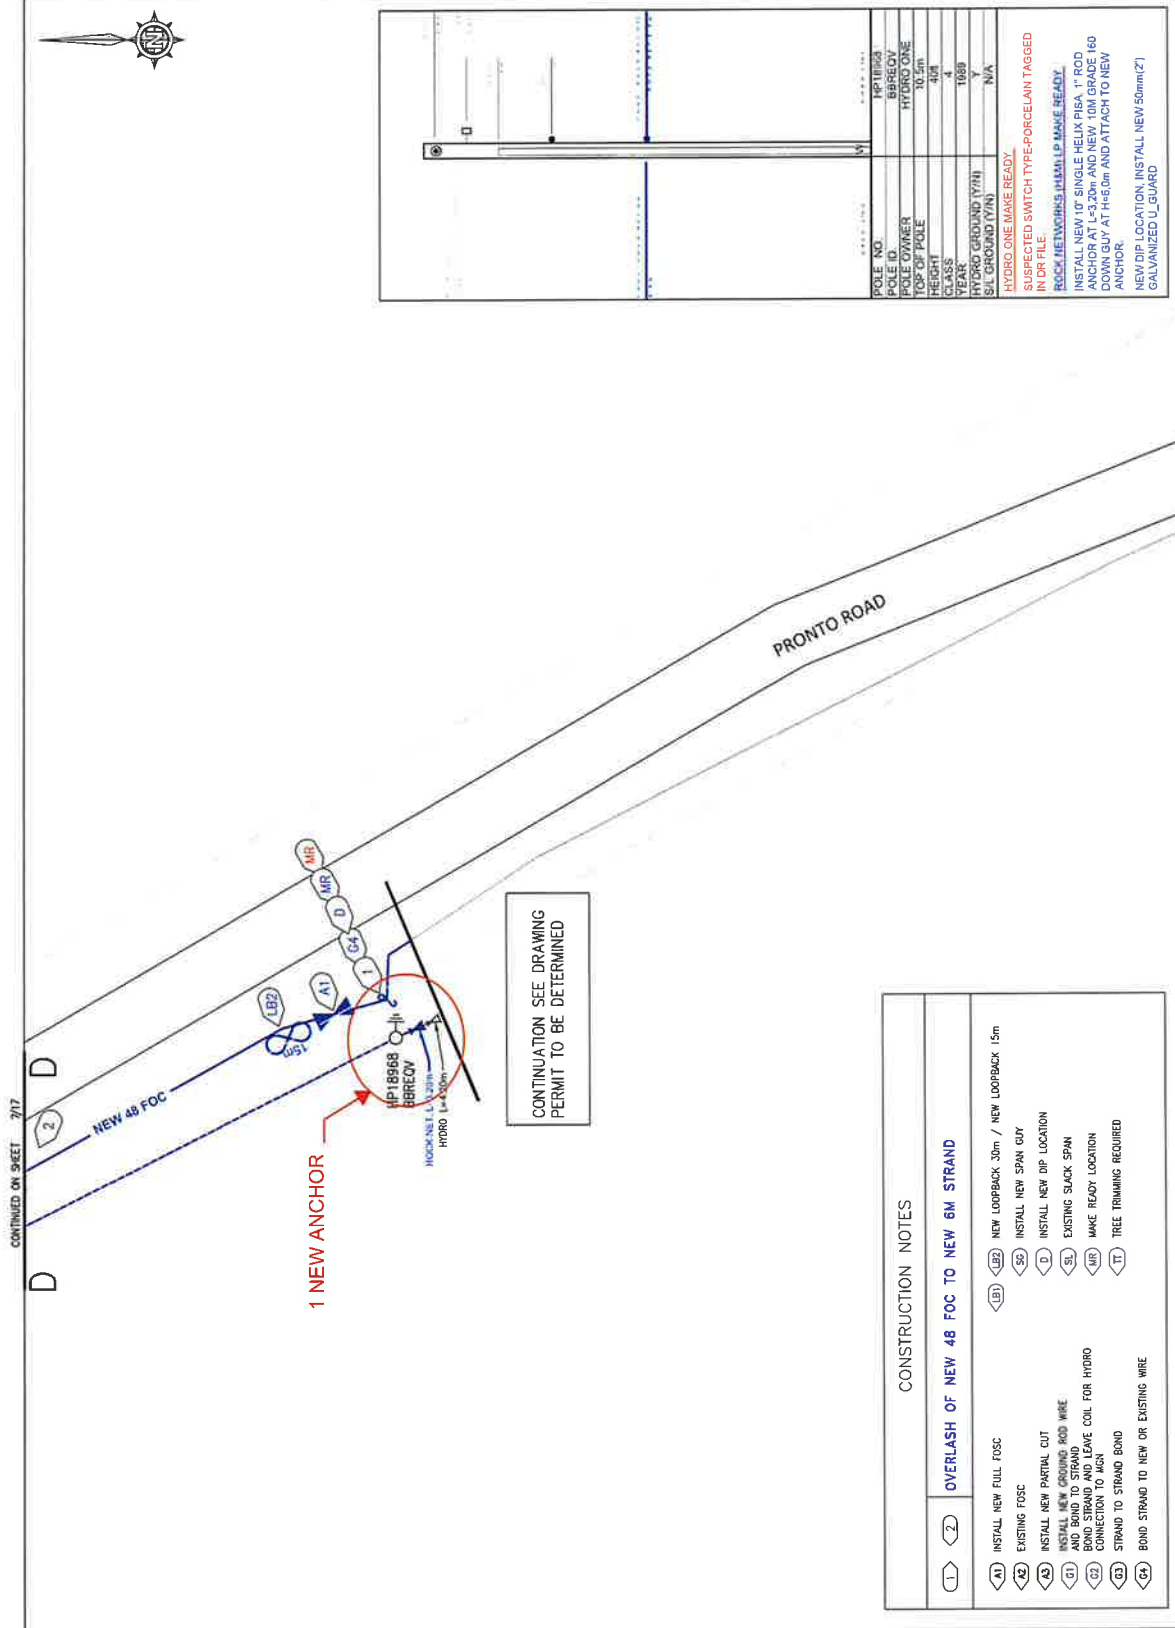 CONTINUED ON SHEET 7/17
D
D
2
NEW 48 FOC
LB2
15m
A1
1
G4
D
MR
MR
1 NEW ANCHOR
HP18968
BBREQV
HYDRO L=4.20m
CONTINUATION SEE DRAWING
PERMIT TO BE DETERMINED
PRONTO ROAD
N
W
POLE NO. HP18968
POLE ID. BBREQV
POLE OWNER HYDRO ONE
TOP OF POLE 10.5m
HEIGHT 40ft
CLASS 4
YEAR 1989
HYDRO GROUND (Y/N) Y
S/L GROUND (Y/N) N/A
HYDRO ONE MAKE READY
SUSPECTED SWITCH TYPE-PORCELAIN TAGGED
IN DR FILE.
ROCK NETWORKS (H&M) LP MAKE READY
INSTALL NEW 10" SINGLE HELIX PISA, 1" ROD
ANCHOR AT L=3.20m AND NEW 10M GRADE 160
DOWN GUY AT H=6.0m AND ATTACH TO NEW
ANCHOR.
NEW DIP LOCATION, INSTALL NEW 50mm(2")
GALVANIZED U_GUARD
CONSTRUCTION NOTES
1 2 OVERLASH OF NEW 48 FOC TO NEW 6M STRAND
A1 INSTALL NEW FULL FOSC
A2 EXISTING FOSC
A3 INSTALL NEW PARTIAL CUT
G1 INSTALL NEW GROUND ROD WIRE
AND BOND TO STRAND
G2 BOND STRAND AND LEAVE COIL FOR HYDRO
CONNECTION TO MGN
G3 STRAND TO STRAND BOND
G4 BOND STRAND TO NEW OR EXISTING WIRE
LB1 LB2 NEW LOOPBACK 30m / NEW LOOPBACK 15m
SG INSTALL NEW SPAN GUY
D INSTALL NEW DIP LOCATION
SL EXISTING SLACK SPAN
MR MAKE READY LOCATION
TT TREE TRIMMING REQUIRED